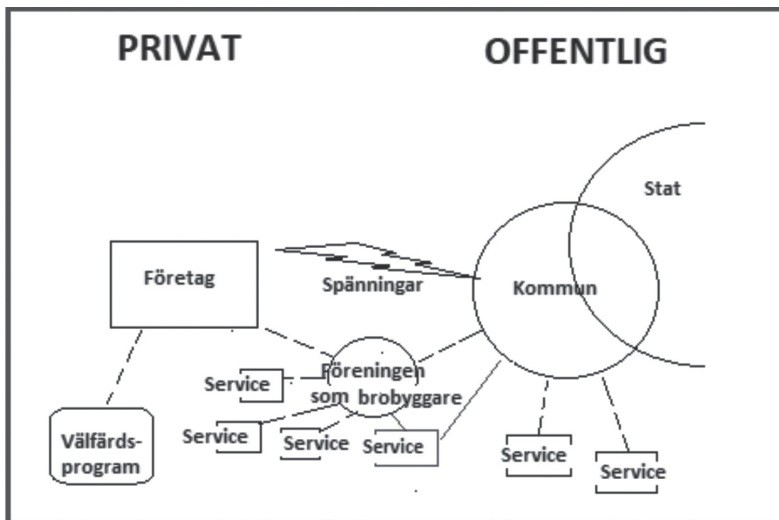 PRIVAT
OFFENTLIG
Stat
Företag
Spänningar
Kommun
Föreningen
som brobyggare
Service
Service
Service
Service
Service
Service
Välfärds-
program